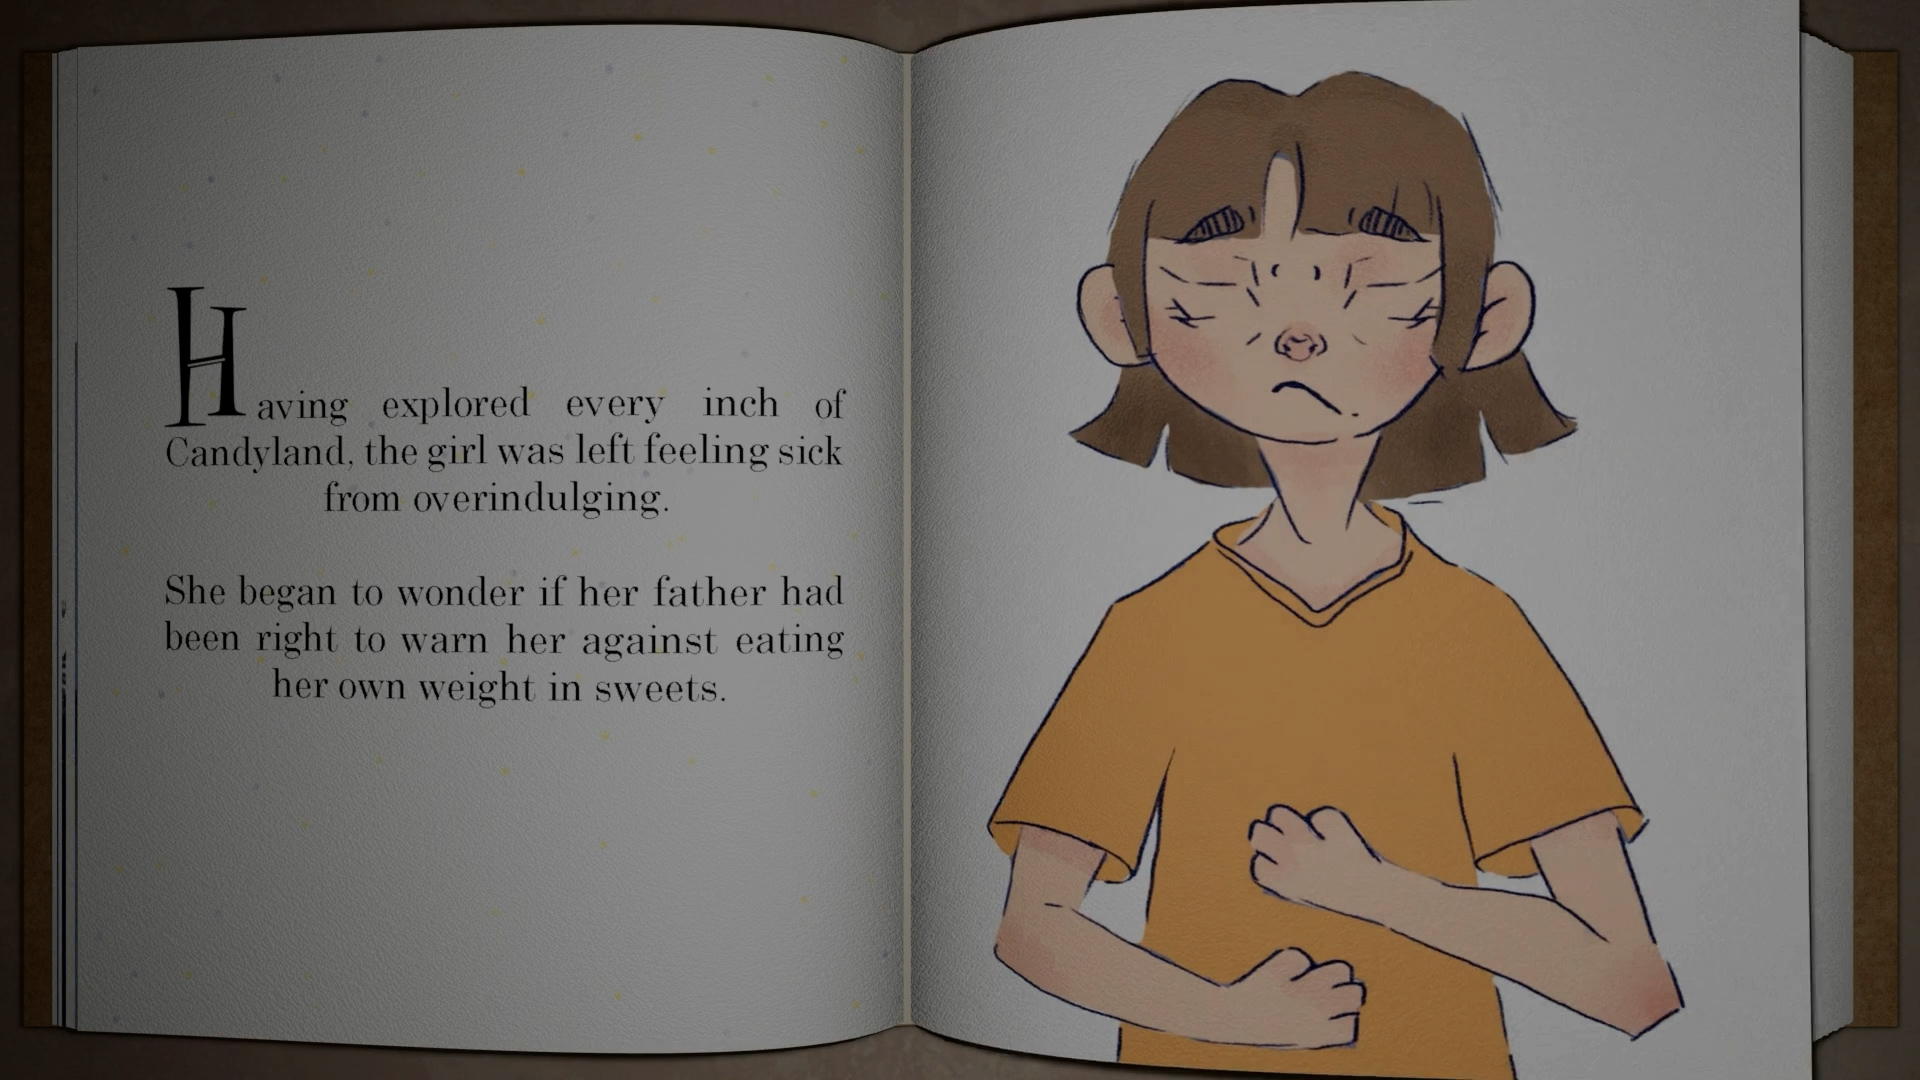 Having explored every inch of
Candyland, the girl was left feeling sick
from overindulging.
She began to wonder if her father had
been right to warn her against eating
her own weight in sweets.